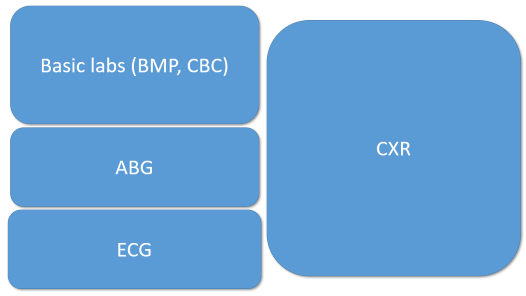 Basic labs (BMP, CBC)
ABG
ECG
CXR